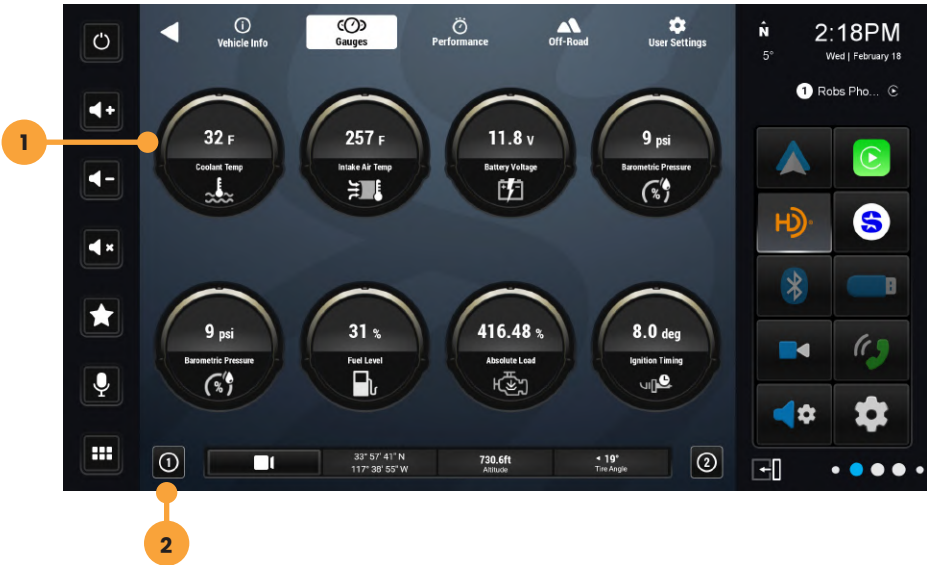 Vehicle Info
Gauges
Performance
Off-Road
User Settings
N
5°
2:18PM
Wed | February 18
1 Robs Pho...
1
32 F
Coolant Temp
257 F
Intake Air Temp
11.8 V
Battery Voltage
9 psi
Barometric Pressure
%
HD
S
9 psi
Barometric Pressure
%
31 %
Fuel Level
416.48 %
Absolute Load
8.0 deg
Ignition Timing
1
33° 57' 41" N
117° 38' 55" W
730.6ft
Altitude
19°
Tire Angle
2
2